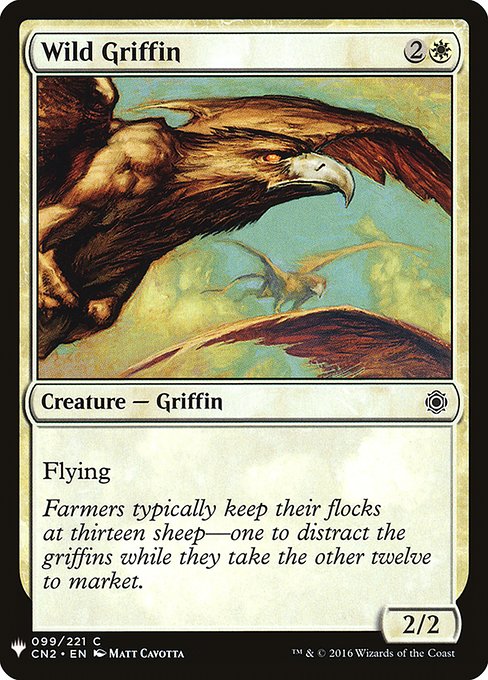 Wild Griffin 2
Creature — Griffin
Flying
Farmers typically keep their flocks
at thirteen sheep—one to distract the
griffins while they take the other twelve
to market.
2/2
099/221 C
CN2 • EN Matt Cavotta
™ & © 2016 Wizards of the Coast